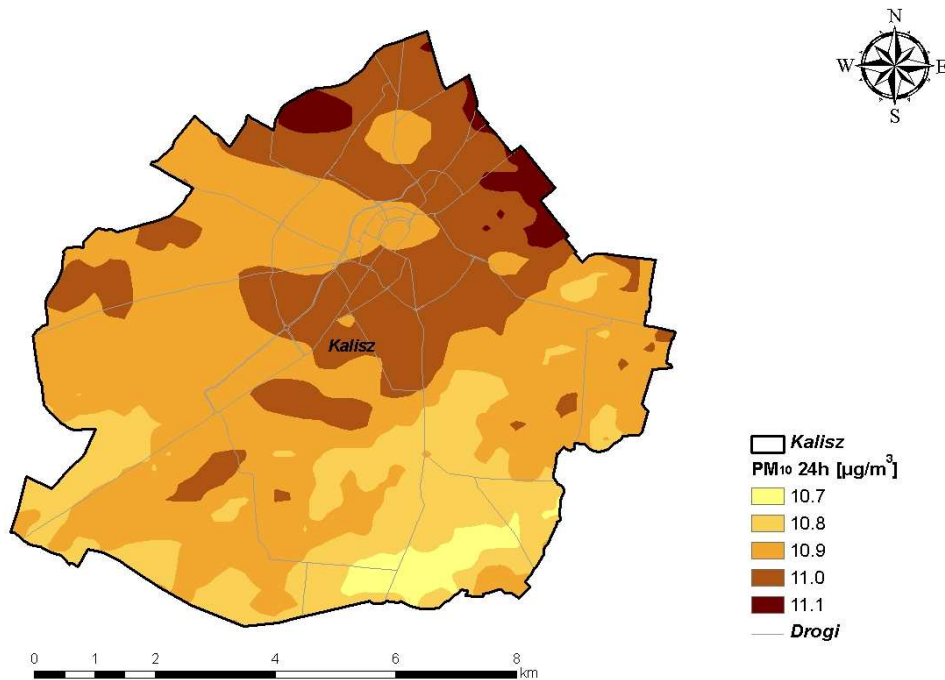 N
W E
S
Kalisz
Kalisz
PM₁₀ 24h [µg/m³]
10.7
10.8
10.9
11.0
11.1
Drogi
0 1 2 4 6 8
km